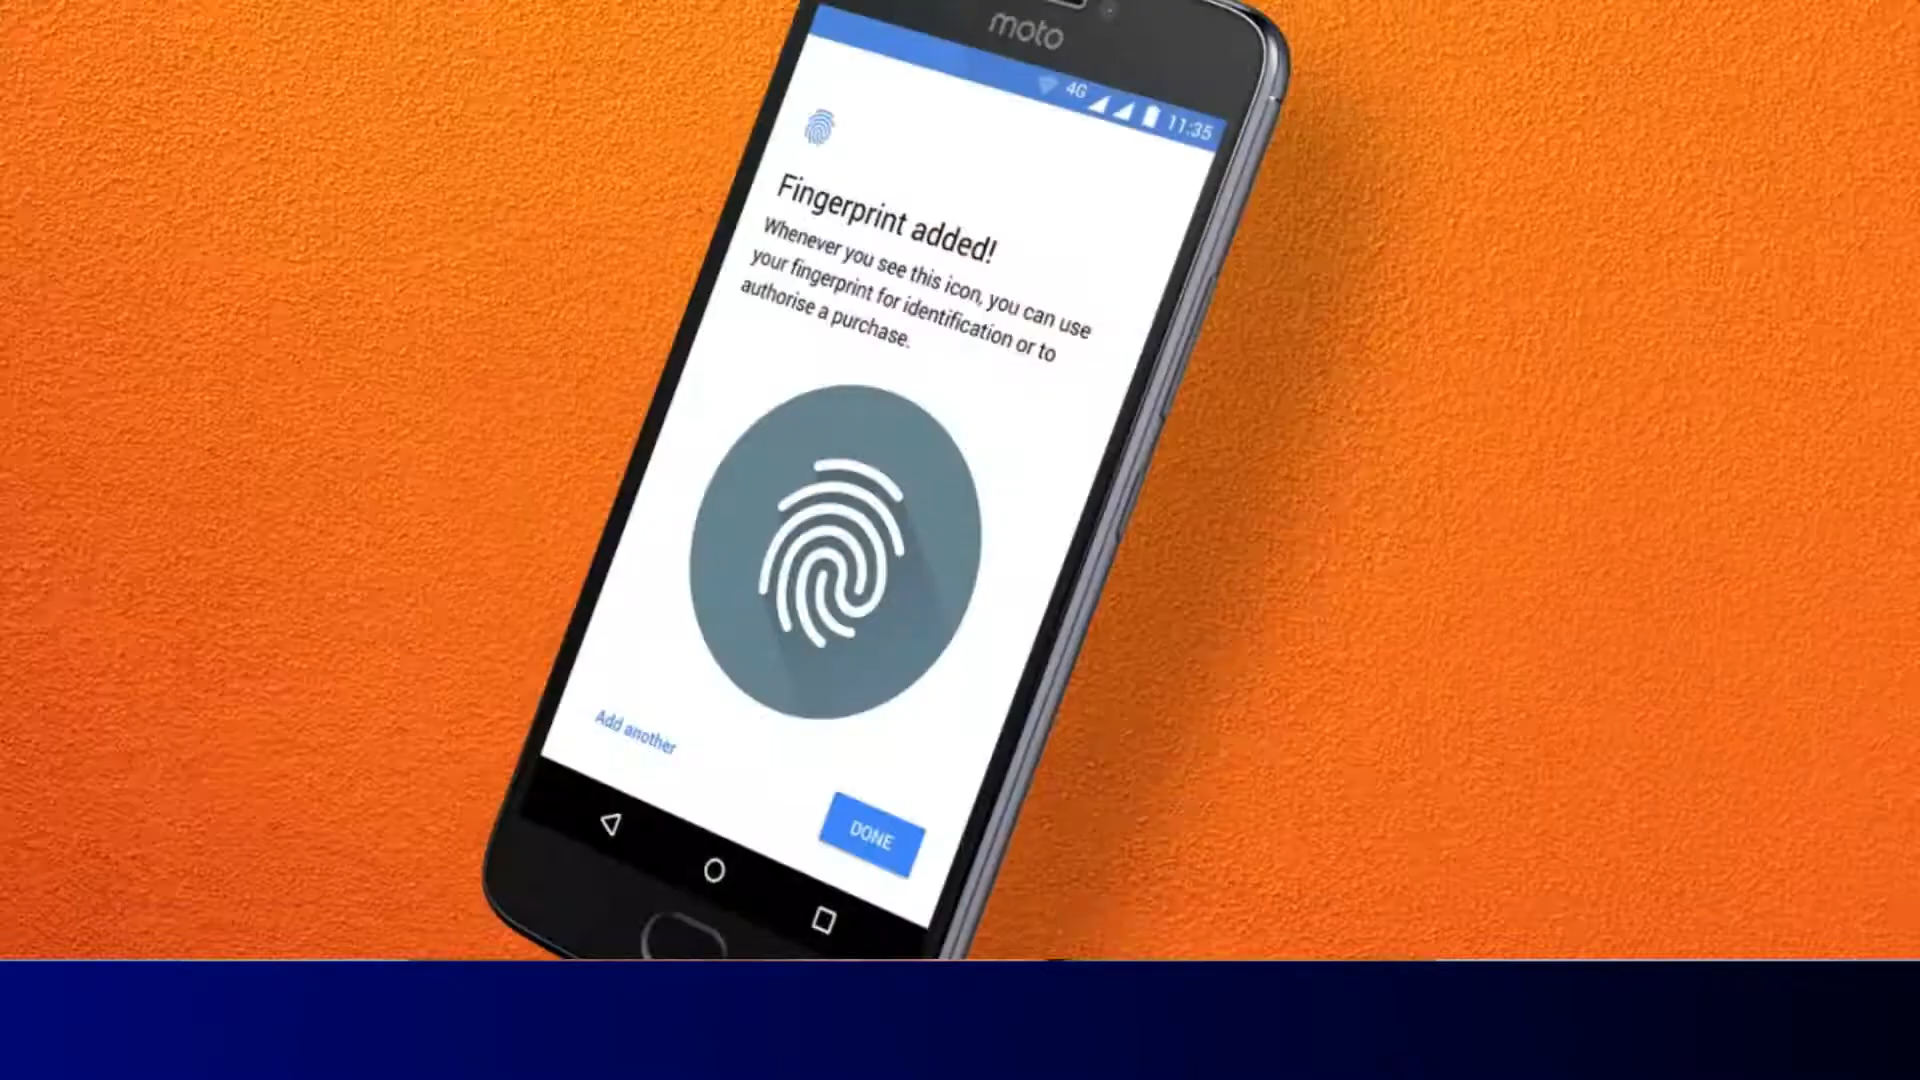 moto
4G 11:35
Fingerprint added!
Whenever you see this icon, you can use
your fingerprint for identification or to
authorise a purchase.
Add another
DONE